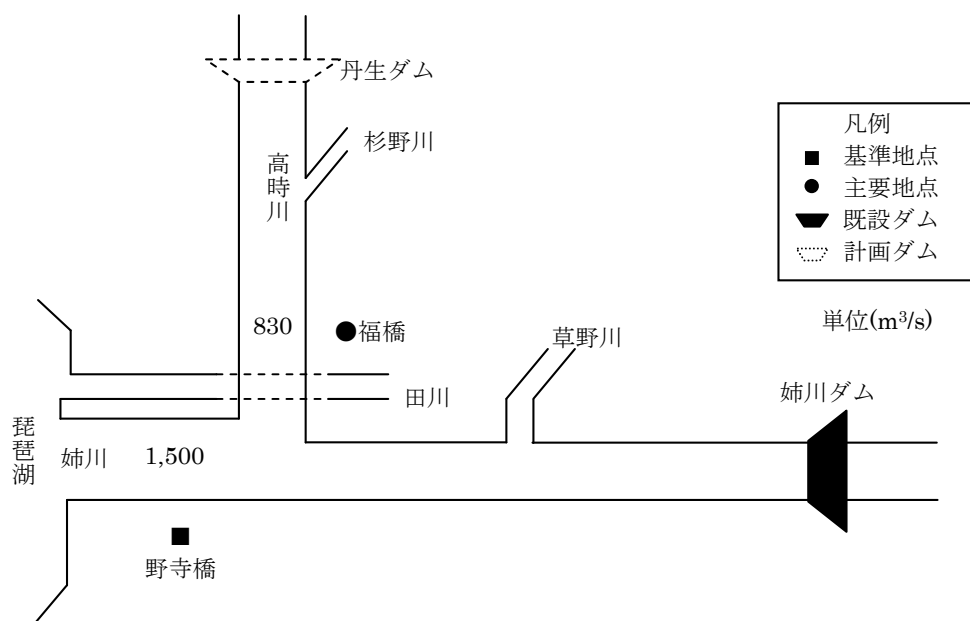 丹生ダム
杉野川
高時川
凡例
■ 基準地点
● 主要地点
既設ダム
計画ダム
単位(m³/s)
830
福橋
草野川
田川
姉川ダム
琵琶湖
姉川
1,500
野寺橋